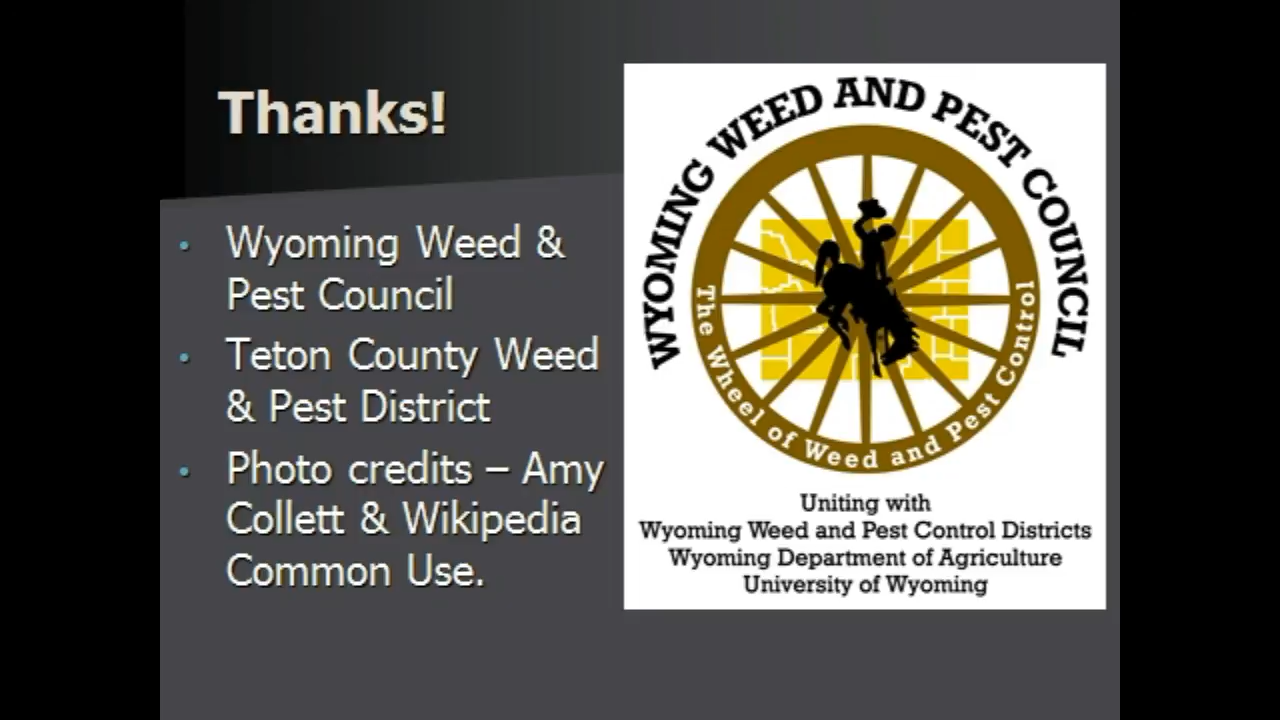 Thanks!
• Wyoming Weed &
Pest Council
• Teton County Weed
& Pest District
• Photo credits – Amy
Collett & Wikipedia
Common Use.
WYOMING WEED AND PEST COUNCIL
The Wheel of Weed and Pest Control
Uniting with
Wyoming Weed and Pest Control Districts
Wyoming Department of Agriculture
University of Wyoming